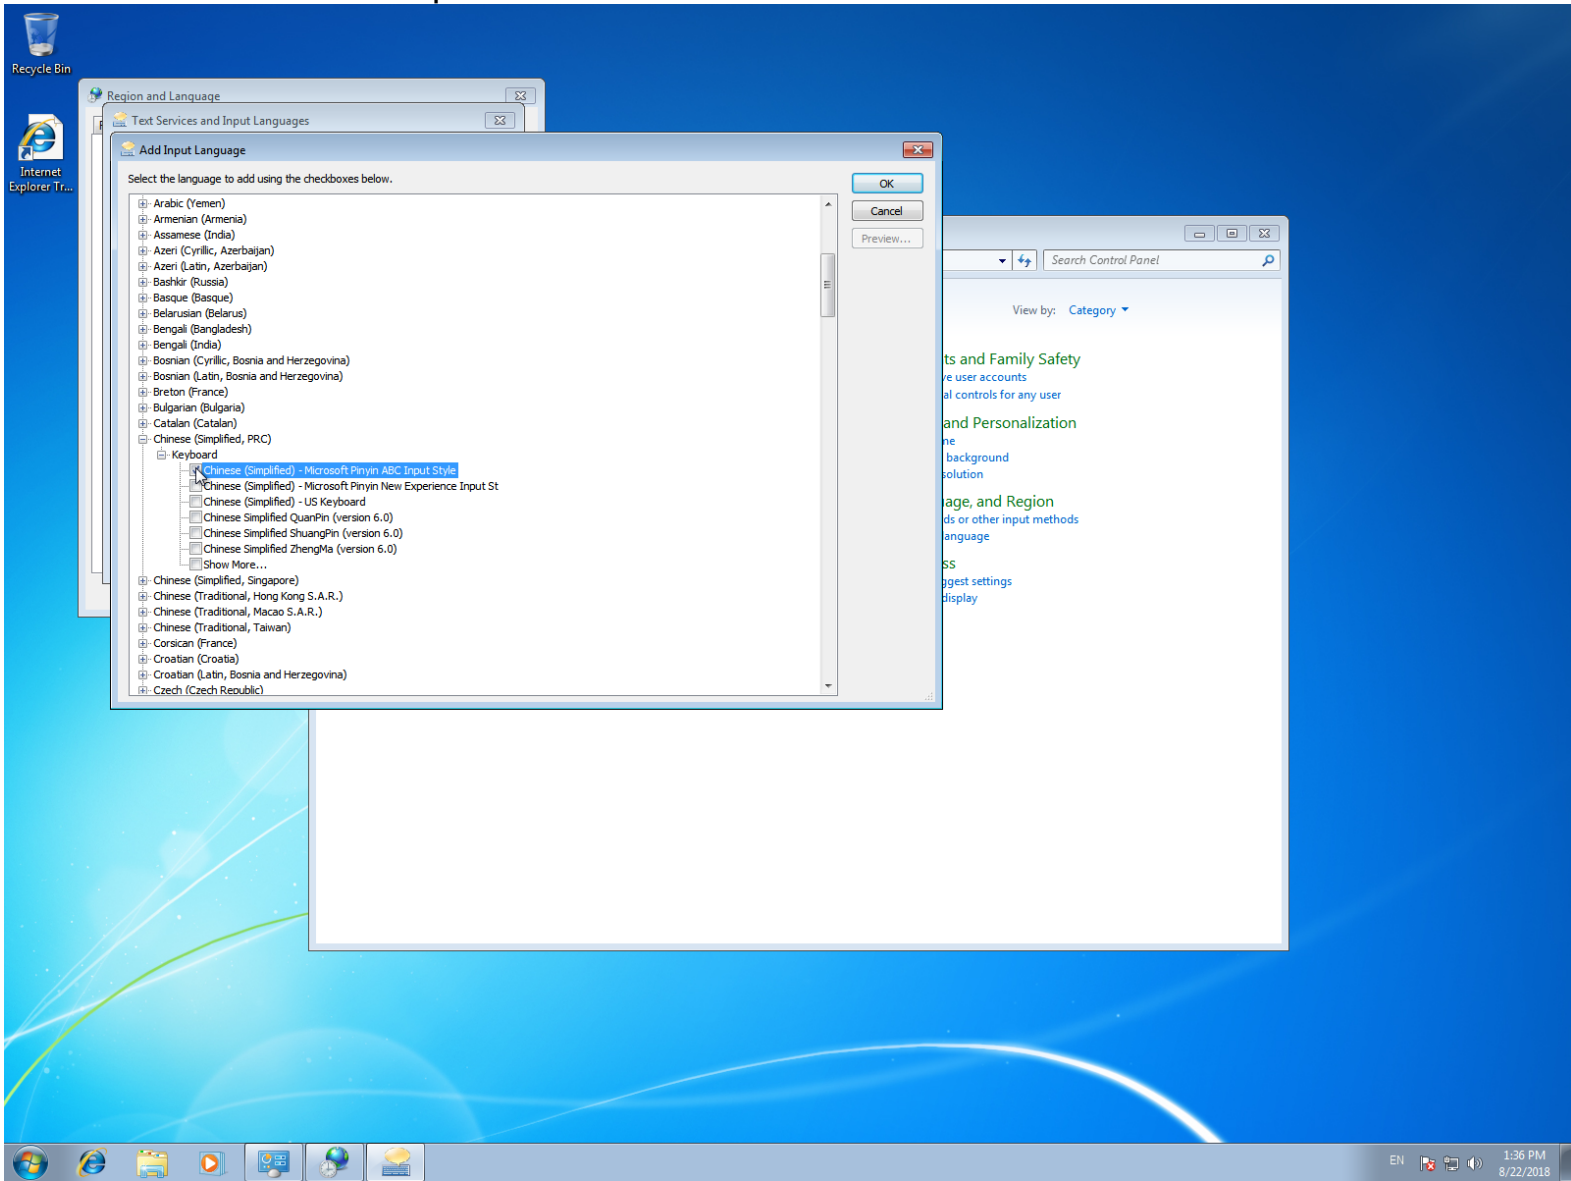 Recycle Bin
Internet
Explorer Tr...
Region and Language
Text Services and Input Languages
Add Input Language
Select the language to add using the checkboxes below.
OK
Cancel
Preview...
Arabic (Yemen)
Armenian (Armenia)
Assamese (India)
Azeri (Cyrillic, Azerbaijan)
Azeri (Latin, Azerbaijan)
Bashkir (Russia)
Basque (Basque)
Belarusian (Belarus)
Bengali (Bangladesh)
Bengali (India)
Bosnian (Cyrillic, Bosnia and Herzegovina)
Bosnian (Latin, Bosnia and Herzegovina)
Breton (France)
Bulgarian (Bulgaria)
Catalan (Catalan)
Chinese (Simplified, PRC)
Keyboard
Chinese (Simplified) - Microsoft Pinyin ABC Input Style
Chinese (Simplified) - Microsoft Pinyin New Experience Input St
Chinese (Simplified) - US Keyboard
Chinese Simplified QuanPin (version 6.0)
Chinese Simplified ShuangPin (version 6.0)
Chinese Simplified ZhengMa (version 6.0)
Show More...
Chinese (Simplified, Singapore)
Chinese (Traditional, Hong Kong S.A.R.)
Chinese (Traditional, Macao S.A.R.)
Chinese (Traditional, Taiwan)
Corsican (France)
Croatian (Croatia)
Croatian (Latin, Bosnia and Herzegovina)
Czech (Czech Republic)
Search Control Panel
View by: Category
ts and Family Safety
ve user accounts
al controls for any user
and Personalization
ne
background
solution
age, and Region
ds or other input methods
anguage
ss
ggest settings
display
EN
1:36 PM
8/22/2018